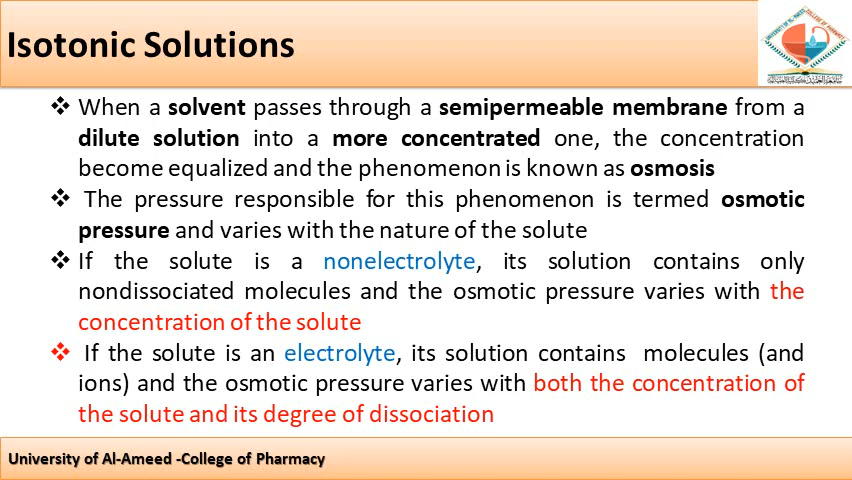 Isotonic Solutions
❖ When a solvent passes through a semipermeable membrane from a
dilute solution into a more concentrated one, the concentration
become equalized and the phenomenon is known as osmosis
❖ The pressure responsible for this phenomenon is termed osmotic
pressure and varies with the nature of the solute
❖ If the solute is a nonelectrolyte, its solution contains only
nondissociated molecules and the osmotic pressure varies with the
concentration of the solute
❖ If the solute is an electrolyte, its solution contains molecules (and
ions) and the osmotic pressure varies with both the concentration of
the solute and its degree of dissociation
University of Al-Ameed -College of Pharmacy